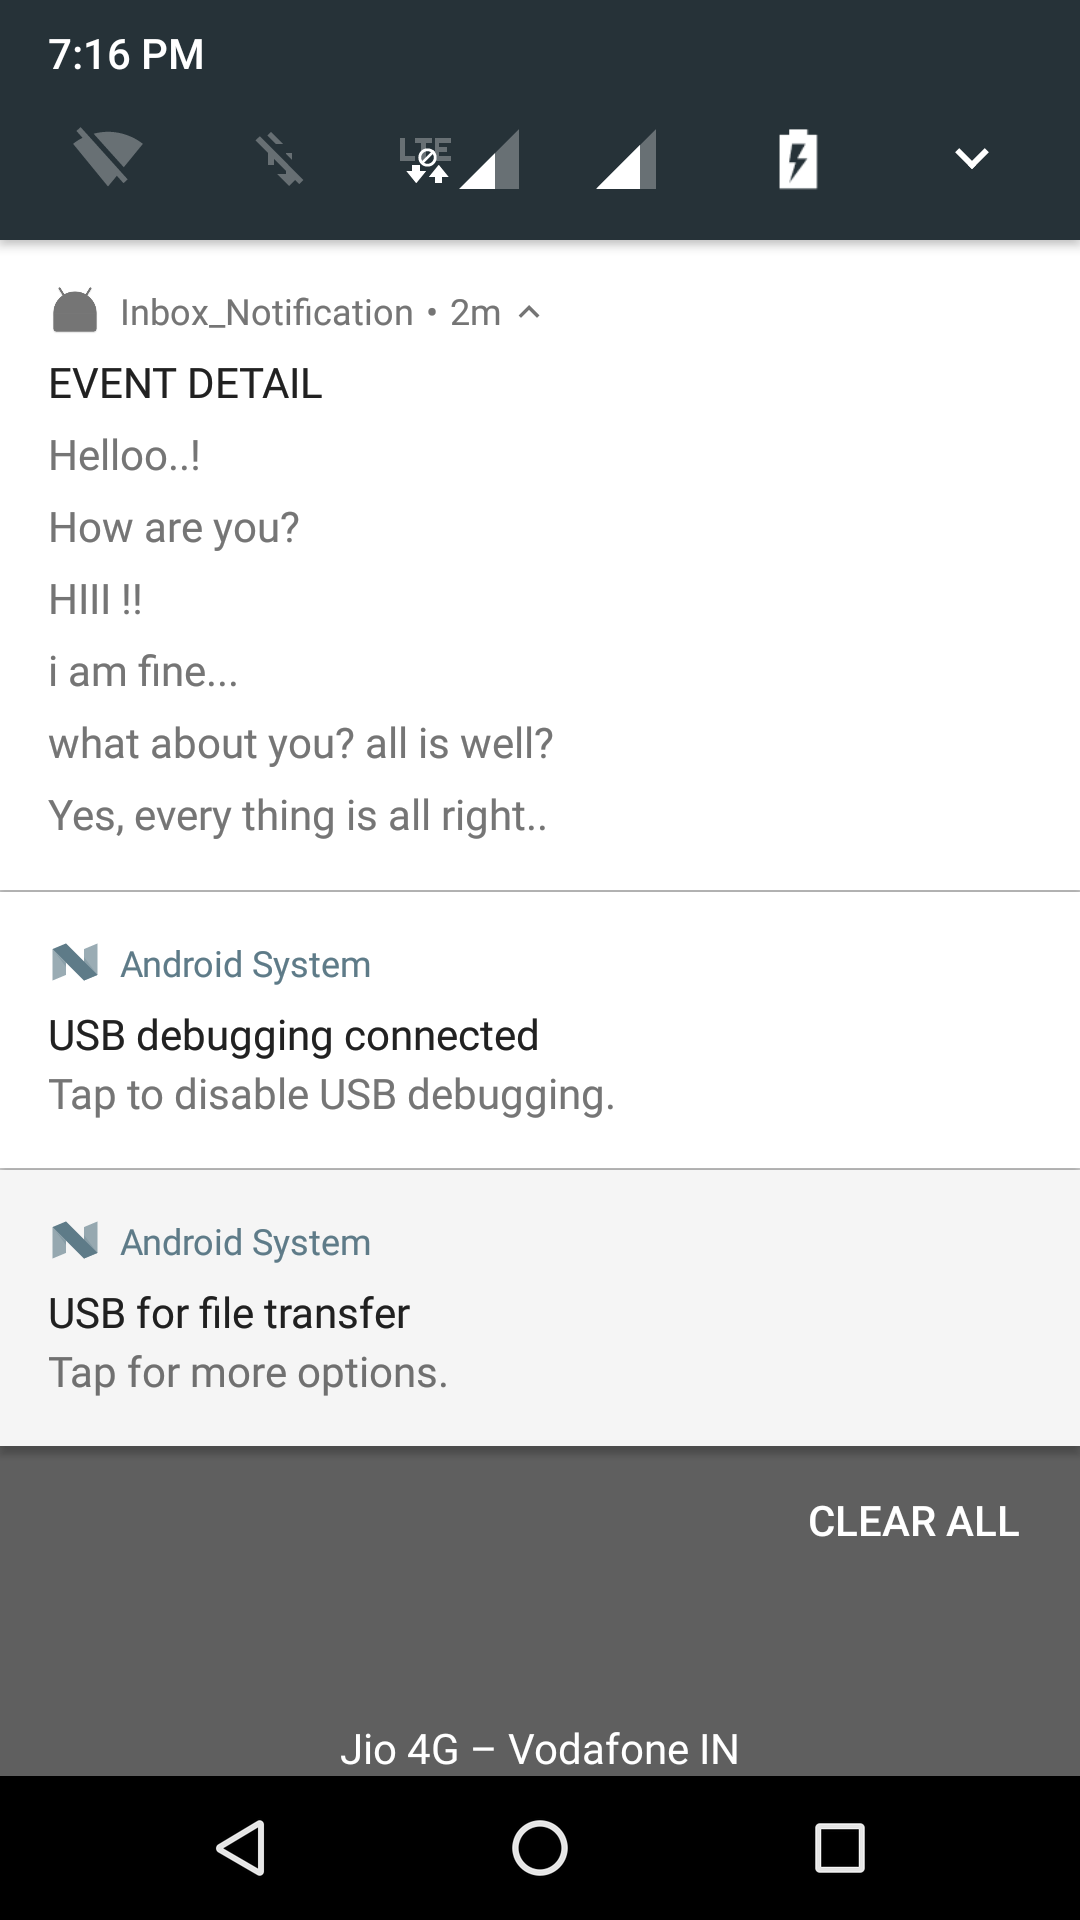 7:16 PM
LTE
Inbox_Notification • 2m
EVENT DETAIL
Helloo..!
How are you?
HIII !!
i am fine...
what about you? all is well?
Yes, every thing is all right..
Android System
USB debugging connected
Tap to disable USB debugging.
Android System
USB for file transfer
Tap for more options.
CLEAR ALL
Jio 4G – Vodafone IN